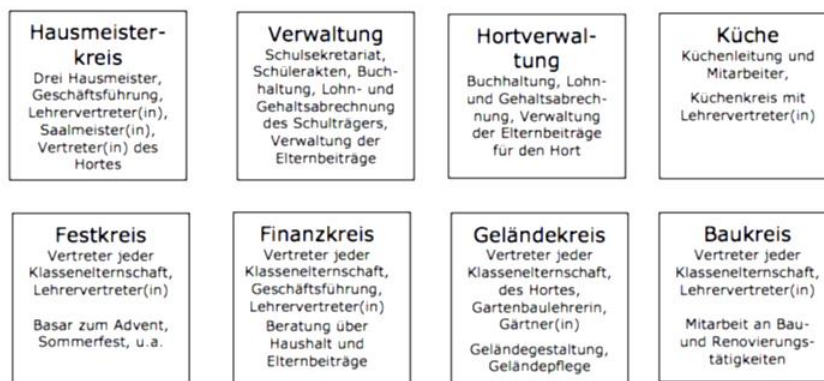 Hausmeister-
kreis
Drei Hausmeister,
Geschäftsführung,
Lehrervertreter(in),
Saalmeister(in),
Vertreter(in) des
Hortes
Verwaltung
Schulsekretariat,
Schülerakten, Buch-
haltung, Lohn- und
Gehaltsabrechnung
des Schulträgers,
Verwaltung der
Elternbeiträge
Hortverwal-
tung
Buchhaltung, Lohn-
und Gehaltsabrech-
nung, Verwaltung
der Elternbeiträge
für den Hort
Küche
Küchenleitung und
Mitarbeiter,
Küchenkreis mit
Lehrervertreter(in)
Festkreis
Vertreter jeder
Klassenelternschaft,
Lehrervertreter(in)
Basar zum Advent,
Sommerfest, u.a.
Finanzkreis
Vertreter jeder
Klassenelternschaft,
Geschäftsführung,
Lehrervertreter(in)
Beratung über
Haushalt und
Elternbeiträge
Geländekreis
Vertreter jeder
Klassenelternschaft,
des Hortes,
Gartenbaulehrerin,
Gärtner(in)
Geländegestaltung,
Geländepflege
Baukreis
Vertreter jeder
Klassenelternschaft,
Lehrervertreter(in)
Mitarbeit an Bau-
und Renovierungs-
tätigkeiten